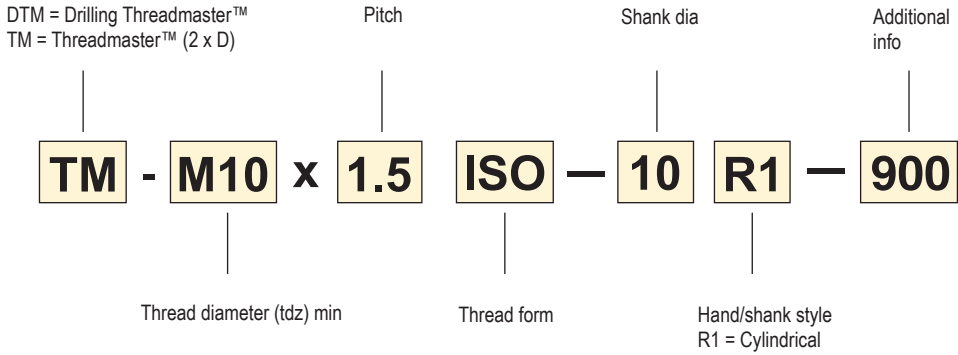 DTM = Drilling Threadmaster™
TM = Threadmaster™ (2 x D)
Pitch
Shank dia
Additional
info
TM - M10 x 1.5 ISO — 10 R1 — 900
Thread diameter (tdz) min
Thread form
Hand/shank style
R1 = Cylindrical